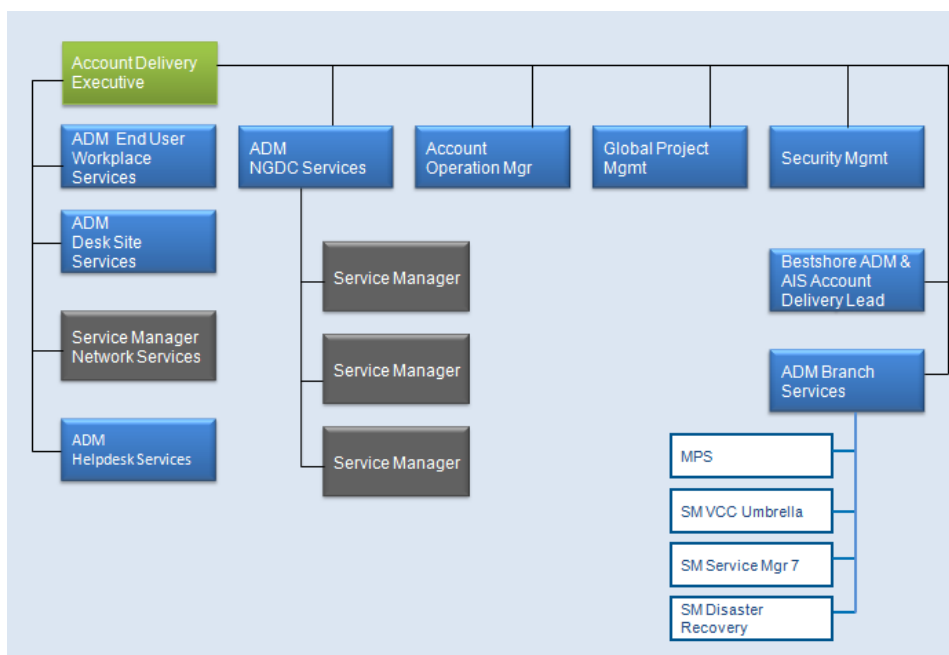 Account Delivery
Executive
ADM End User
Workplace
Services
ADM
Desk Site
Services
Service Manager
Network Services
ADM
Helpdesk Services
ADM
NGDC Services
Service Manager
Service Manager
Service Manager
Account
Operation Mgr
Global Project
Mgmt
Security Mgmt
Bestshore ADM &
AIS Account
Delivery Lead
ADM Branch
Services
MPS
SM VCC Umbrella
SM Service Mgr 7
SM Disaster
Recovery